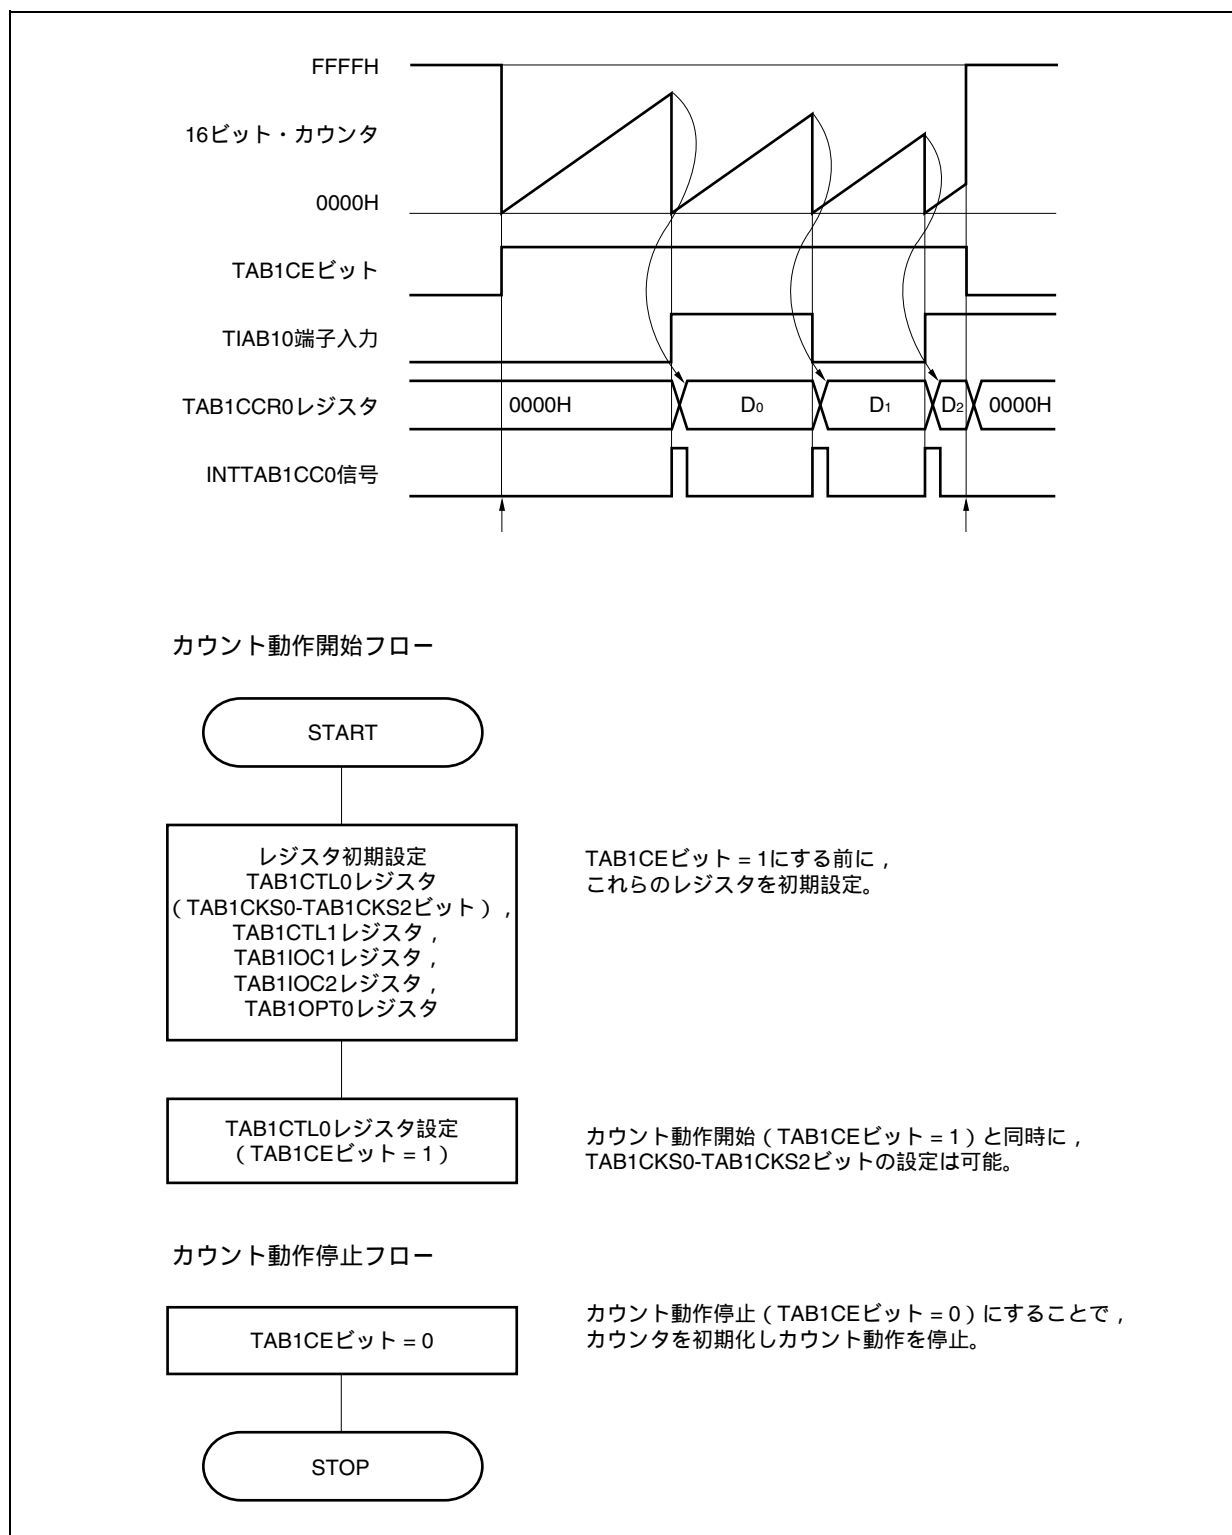 FFFFH
16ビット・カウンタ
0000H
TAB1CEビット
TIAB10端子入力
TAB1CCR0レジスタ
0000H
D0
D1
D2
0000H
INTTAB1CC0信号
カウント動作開始フロー
START
レジスタ初期設定
TAB1CTL0レジスタ
（TAB1CKS0-TAB1CKS2ビット），
TAB1CTL1レジスタ，
TAB1IOC1レジスタ，
TAB1IOC2レジスタ，
TAB1OPT0レジスタ
TAB1CEビット = 1にする前に，
これらのレジスタを初期設定。
TAB1CTL0レジスタ設定
（TAB1CEビット = 1）
カウント動作開始（TAB1CEビット = 1）と同時に，
TAB1CKS0-TAB1CKS2ビットの設定は可能。
カウント動作停止フロー
TAB1CEビット = 0
カウント動作停止（TAB1CEビット = 0）にすることで，
カウンタを初期化しカウント動作を停止。
STOP